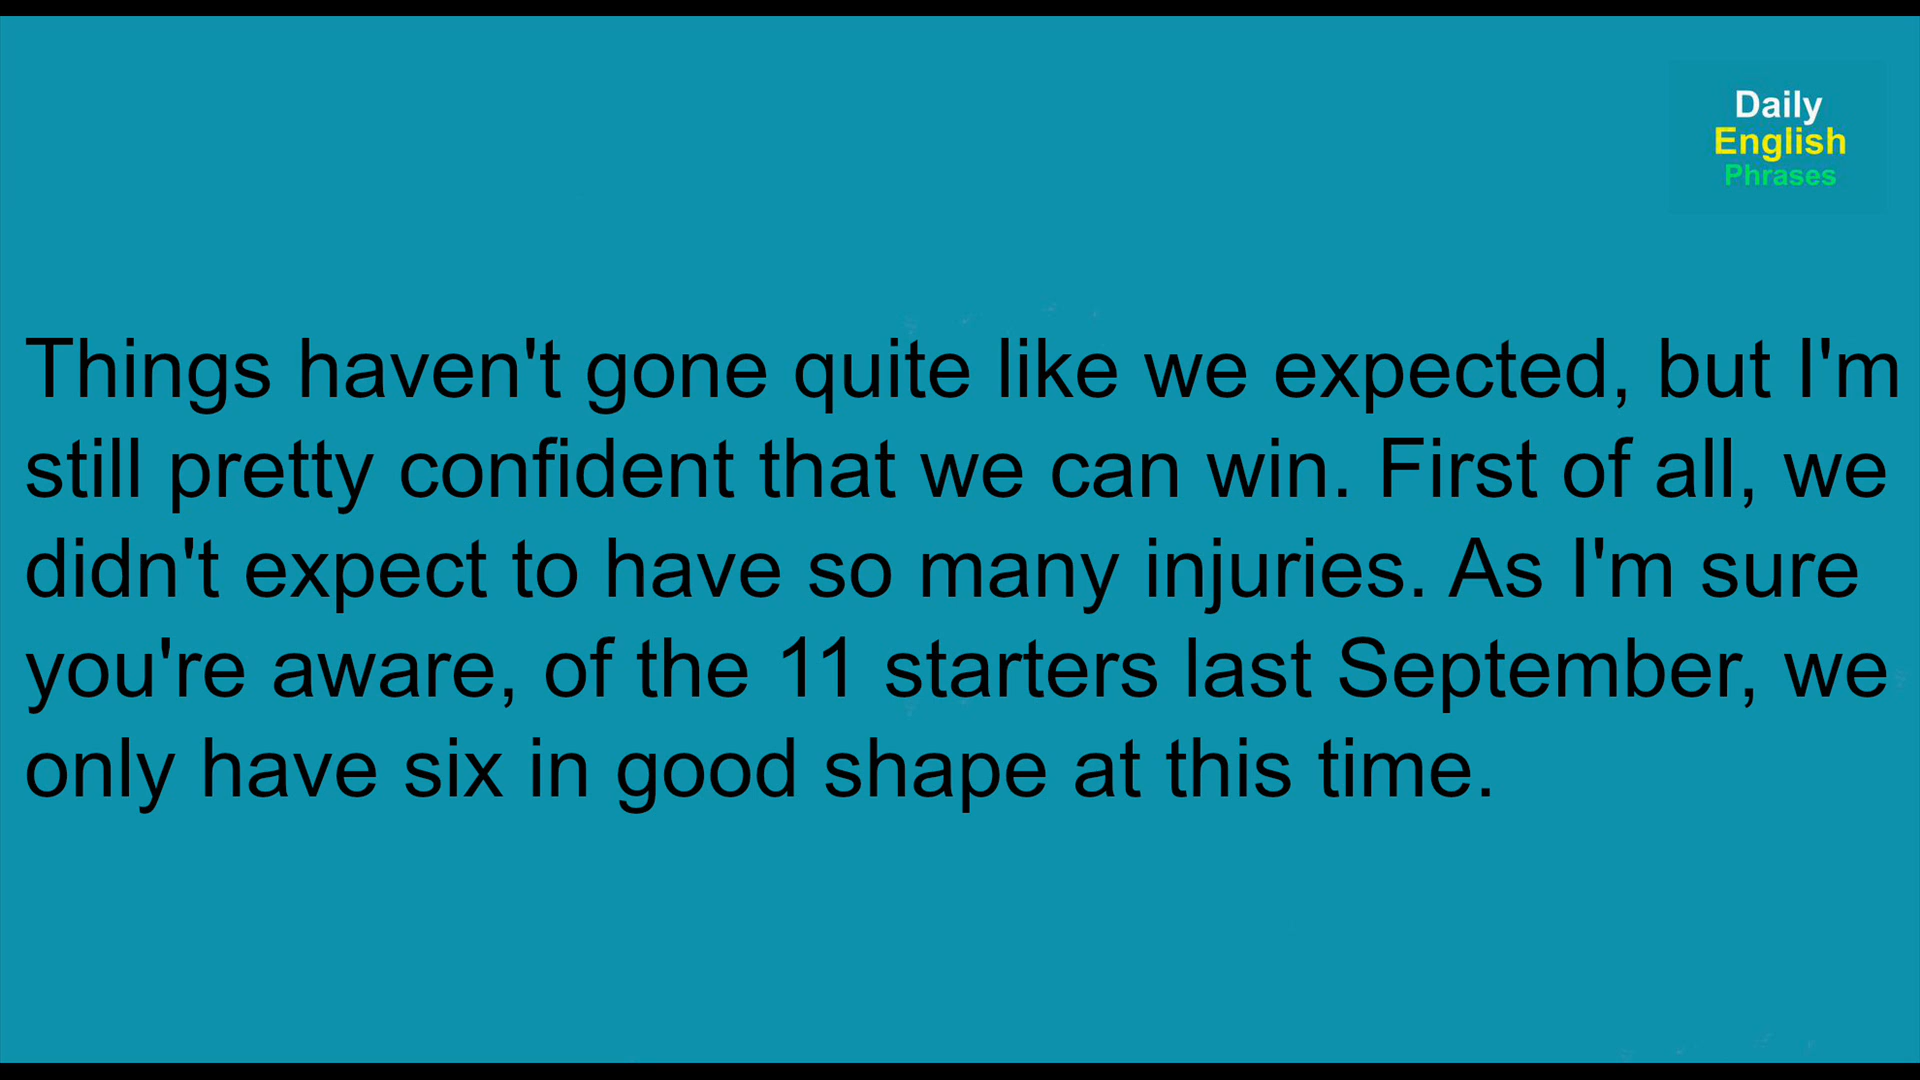 Daily
English
Phrases
Things haven't gone quite like we expected, but I'm
still pretty confident that we can win. First of all, we
didn't expect to have so many injuries. As I'm sure
you're aware, of the 11 starters last September, we
only have six in good shape at this time.